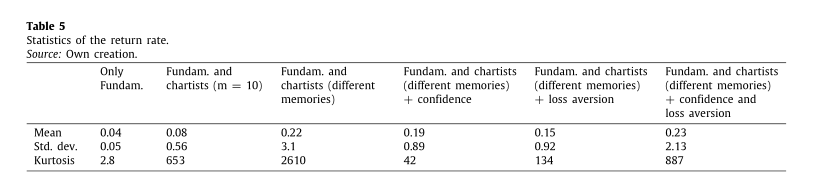 Table 5
Statistics of the return rate.
Source: Own creation.
Only Fundam. and Fundam. and Fundam. and chartists Fundam. and chartists Fundam. and chartists
Fundam. chartists (m = 10) chartists (different (different memories) (different memories) (different memories)
memories) + confidence + loss aversion + confidence and
loss aversion
Mean 0.04 0.08 0.22 0.19 0.15 0.23
Std. dev. 0.05 0.56 3.1 0.89 0.92 2.13
Kurtosis 2.8 653 2610 42 134 887